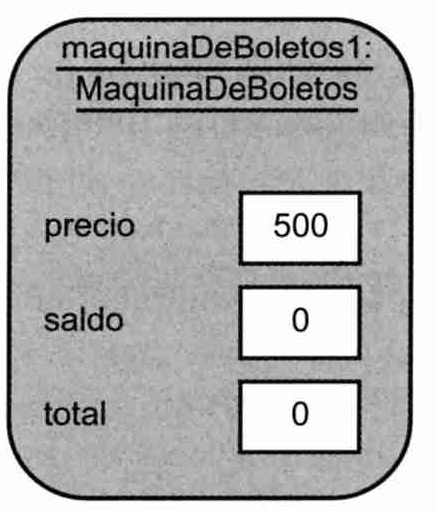 maquinaDeBoletos1:
MaquinaDeBoletos
precio 500
saldo 0
total 0